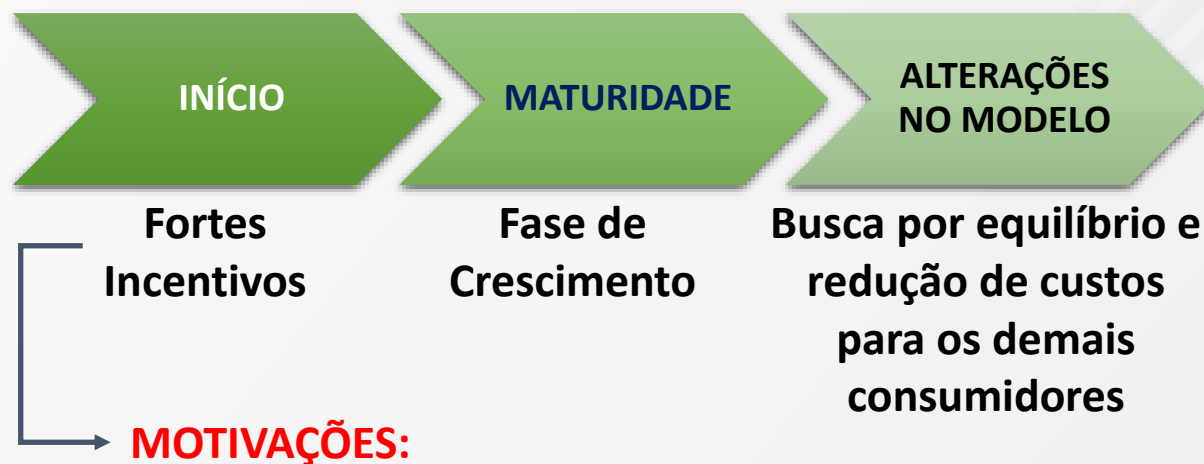 INÍCIO
MATURIDADE
ALTERAÇÕES
NO MODELO
Fortes
Incentivos
Fase de
Crescimento
Busca por equilíbrio e
redução de custos
para os demais
consumidores
MOTIVAÇÕES: